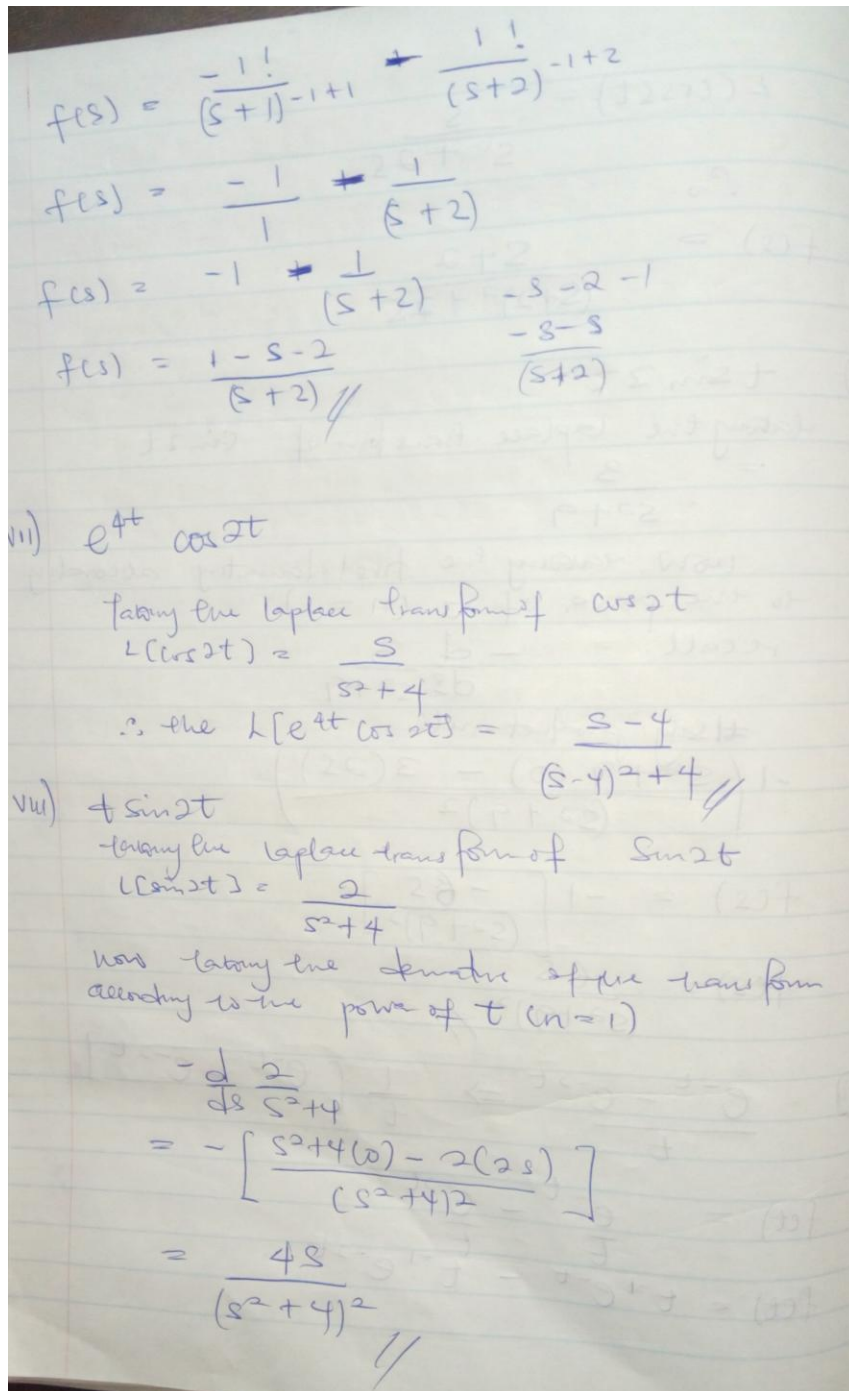 f(s) = -1!/(s+1)^-1+1 + 1!/(s+2)^-1+2
f(s) = -1/1 + 1/(s+2)
f(s) = -1 + 1/(s+2) -s-2-1
f(s) = 1-s-2/(s+2) // -s-s/(s+2)
vii) e^4t cos2t
Taking the laplace transform of cos2t
L(cos2t) = s/s²+4
∴ the L[e^4t cos2t] = s-4/(s-4)²+4 //
viii) t sin2t
taking the laplace transform of Sin2t
L[sin2t] = 2/s²+4
now taking the derivative of the transform
according to the power of t (n=1)
-d/ds 2/s²+4
= -[s²+4(0) - 2(2s)/(s²+4)²]
= 4s/(s²+4)² //